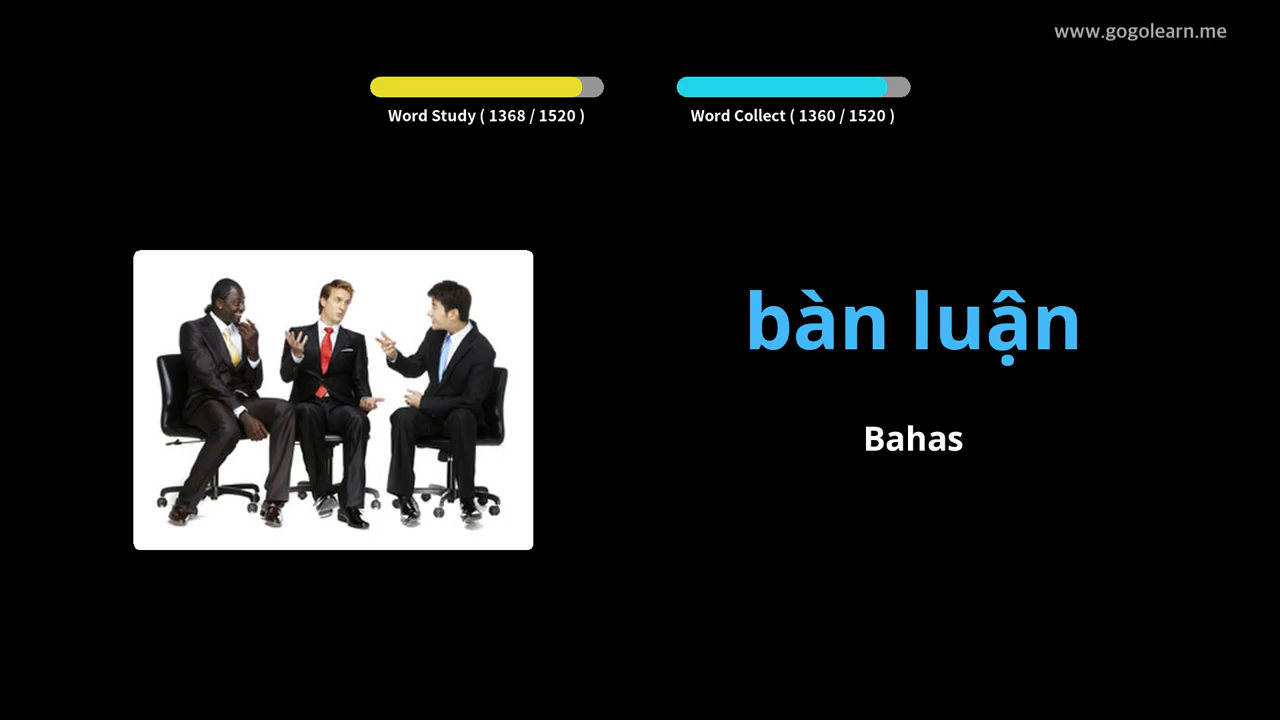 www.gogolearn.me
Word Study ( 1368 / 1520 )
Word Collect ( 1360 / 1520 )
bàn luận
Bahas